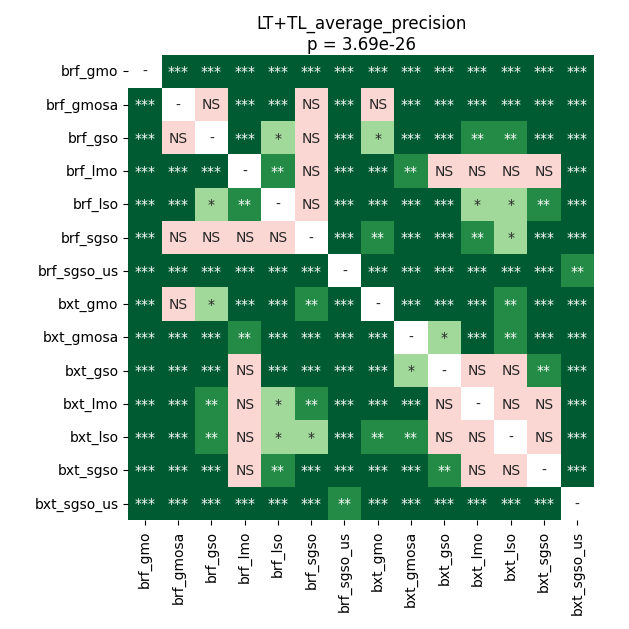 LT+TL_average_precision
p = 3.69e-26
brf_gmo - *** *** *** *** *** *** *** *** *** *** *** *** ***
brf_gmosa *** - NS *** *** NS *** NS *** *** *** *** *** ***
brf_gso *** NS - *** * NS *** * *** *** ** ** *** ***
brf_lmo *** *** *** - ** NS *** *** ** NS NS NS NS ***
brf_lso *** *** * ** - NS *** *** *** *** * * ** ***
brf_sgso *** NS NS NS NS - *** ** *** *** ** * *** ***
brf_sgso_us *** *** *** *** *** *** - *** *** *** *** *** *** **
bxt_gmo *** NS * *** *** ** *** - *** *** *** ** *** ***
bxt_gmosa *** *** *** ** *** *** *** *** - * *** ** *** ***
bxt_gso *** *** *** NS *** *** *** *** * - NS NS ** ***
bxt_lmo *** *** ** NS * ** *** *** *** NS - NS NS ***
bxt_lso *** *** ** NS * * *** ** ** NS NS - NS ***
bxt_sgso *** *** *** NS ** *** *** *** *** ** NS NS - ***
bxt_sgso_us *** *** *** *** *** *** ** *** *** *** *** *** *** -
brf_gmo
brf_gmosa
brf_gso
brf_lmo
brf_lso
brf_sgso
brf_sgso_us
bxt_gmo
bxt_gmosa
bxt_gso
bxt_lmo
bxt_lso
bxt_sgso
bxt_sgso_us